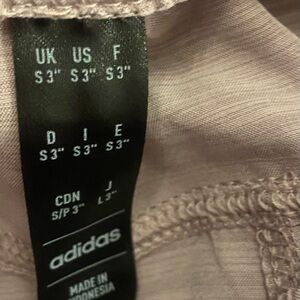 UK US F
S 3" S 3" S 3"
D I E
S 3" S 3" S 3"
CDN J
S/P 3" L 3"
adidas
MADE IN
INDONESIA